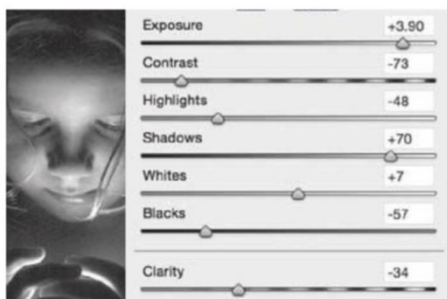 Exposure +3.90
Contrast -73
Highlights -48
Shadows +70
Whites +7
Blacks -57
Clarity -34